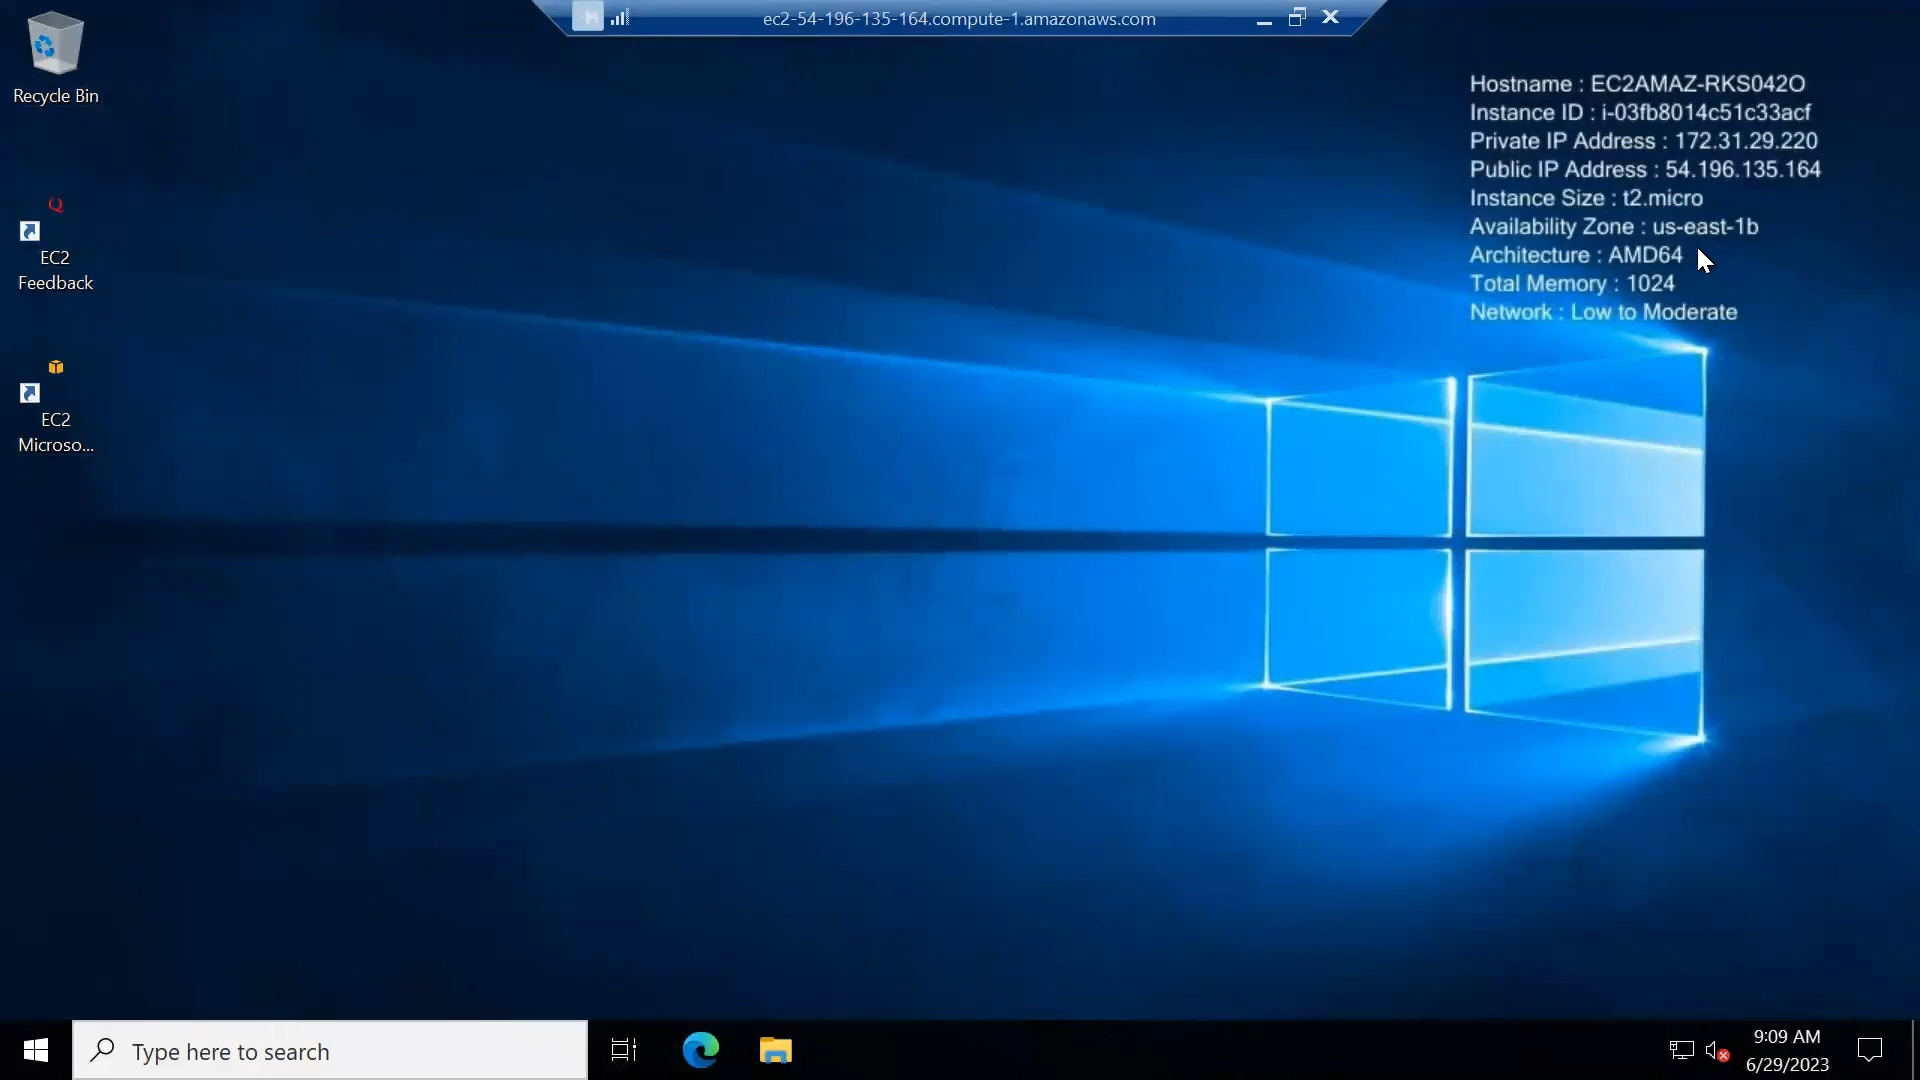 ec2-54-196-135-164.compute-1.amazonaws.com
Recycle Bin
Hostname : EC2AMAZ-RKS042O
Instance ID : i-03fb8014c51c33acf
Private IP Address : 172.31.29.220
Public IP Address : 54.196.135.164
Instance Size : t2.micro
Availability Zone : us-east-1b
Architecture : AMD64
Total Memory : 1024
Network : Low to Moderate
Q
EC2
Feedback
EC2
Microso...
Type here to search
9:09 AM
6/29/2023